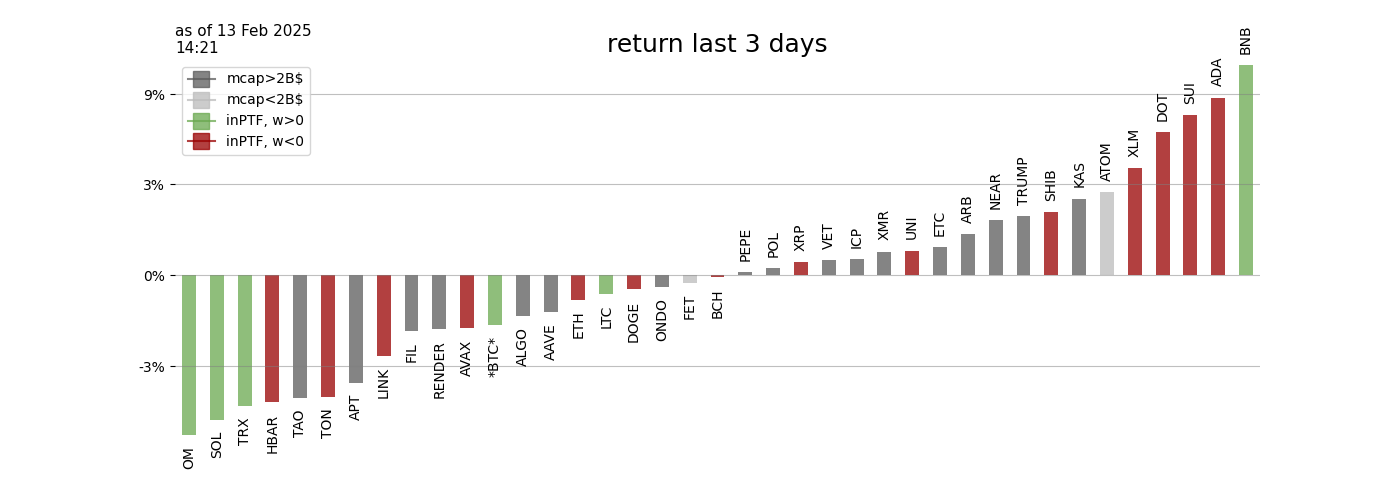 as of 13 Feb 2025
14:21
return last 3 days
mcap>2B$
mcap<2B$
inPTF, w>0
inPTF, w<0
9%
3%
0%
-3%
OM
SOL
TRX
HBAR
TAO
TON
APT
LINK
FIL
RENDER
AVAX
*BTC*
ALGO
AAVE
ETH
LTC
DOGE
ONDO
FET
BCH
PEPE
POL
XRP
VET
ICP
XMR
UNI
ETC
ARB
NEAR
TRUMP
SHIB
KAS
ATOM
XLM
DOT
SUI
ADA
BNB